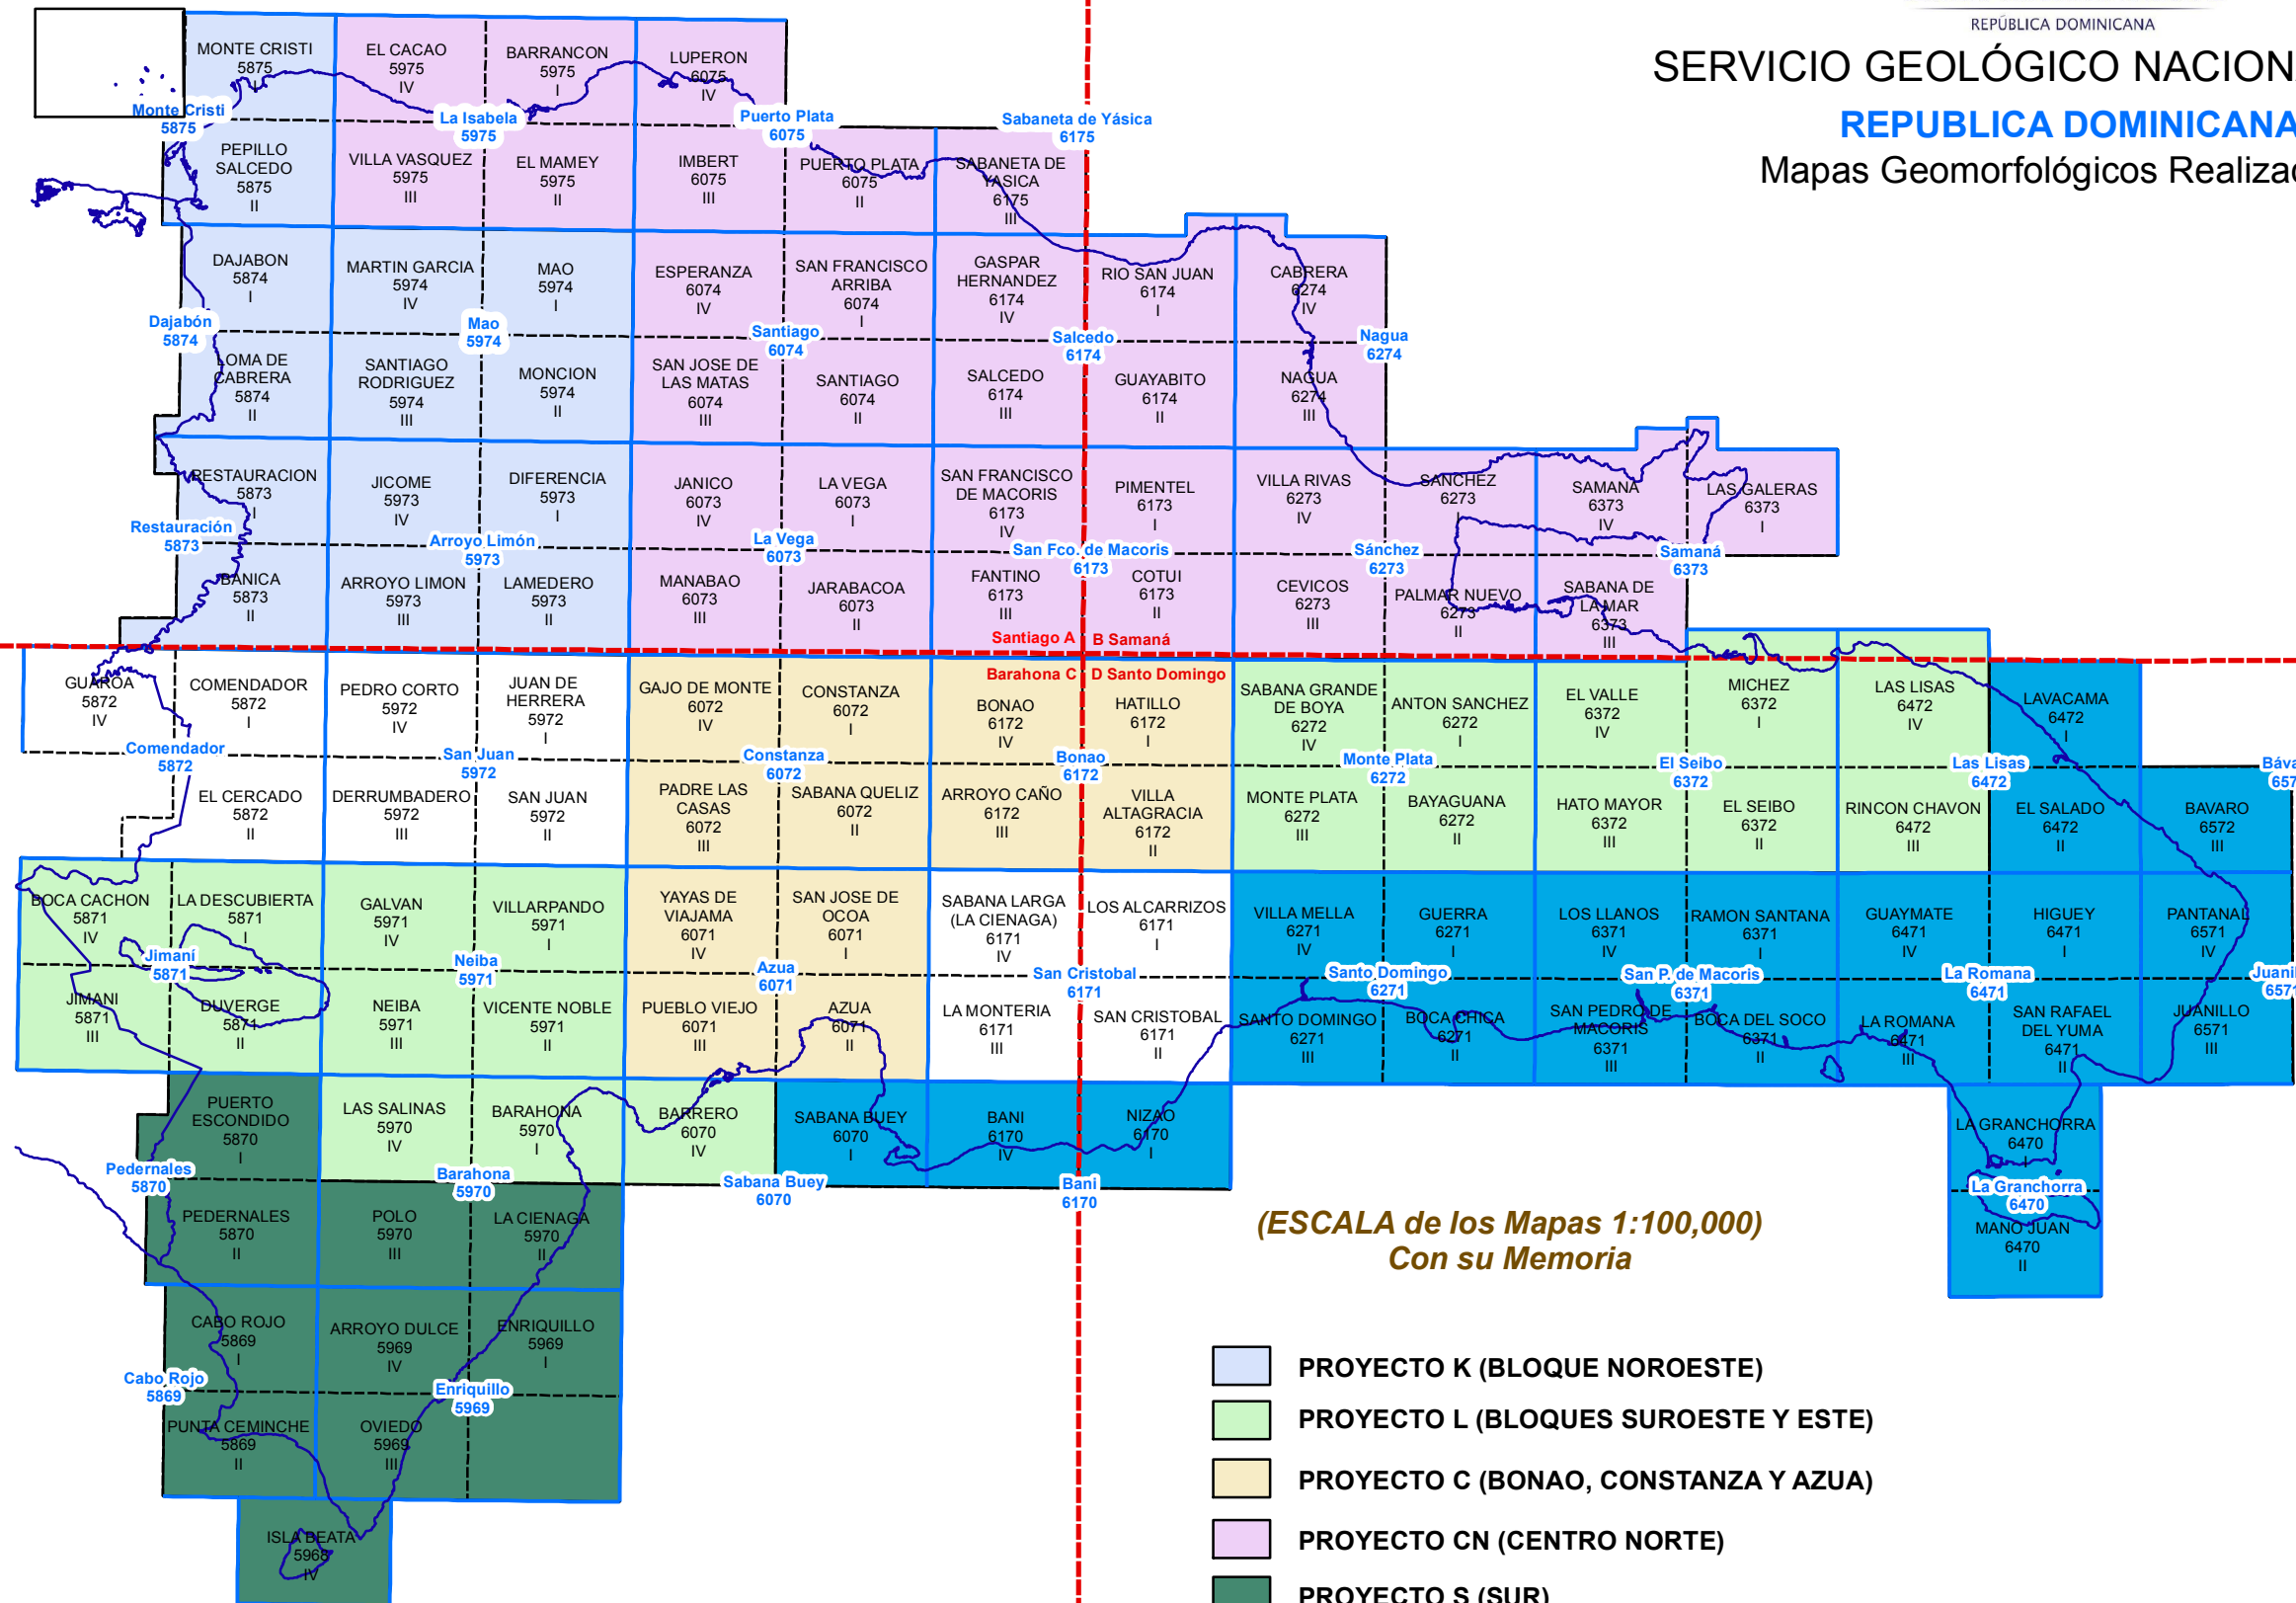 REPÚBLICA DOMINICANA
SERVICIO GEOLÓGICO NACION
REPUBLICA DOMINICANA
Mapas Geomorfológicos Realiza
MONTE CRISTI
5875
I
EL CACAO
5975
IV
BARRANCON
5975
I
LUPERON
6075
IV
Monte Cristi
5875
La Isabela
5975
Puerto Plata
6075
Sabaneta de Yásica
6175
PEPILLO
SALCEDO
5875
II
VILLA VASQUEZ
5975
III
EL MAMEY
5975
II
IMBERT
6075
III
PUERTO PLATA
6075
II
SABANETA DE
YASICA
6175
III
DAJABON
5874
I
MARTIN GARCIA
5974
IV
MAO
5974
I
ESPERANZA
6074
IV
SAN FRANCISCO
ARRIBA
6074
I
GASPAR
HERNANDEZ
6174
IV
RIO SAN JUAN
6174
I
CABRERA
6274
IV
Dajabón
5874
Mao
5974
Santiago
6074
Salcedo
6174
Nagua
6274
LOMA DE
CABRERA
5874
II
SANTIAGO
RODRIGUEZ
5974
III
MONCION
5974
II
SAN JOSE DE
LAS MATAS
6074
III
SANTIAGO
6074
II
SALCEDO
6174
III
GUAYABITO
6174
II
NAGUA
6274
III
RESTAURACION
5873
I
JICOME
5973
IV
DIFERENCIA
5973
I
JANICO
6073
IV
LA VEGA
6073
I
SAN FRANCISCO
DE MACORIS
6173
IV
PIMENTEL
6173
I
VILLA RIVAS
6273
IV
SANCHEZ
6273
I
SAMANA
6373
IV
LAS GALERAS
6373
I
Restauración
5873
Arroyo Limón
5973
La Vega
6073
San Fco. de Macoris
6173
Sánchez
6273
Samaná
6373
BANICA
5873
II
ARROYO LIMON
5973
III
LAMEDERO
5973
II
MANABAO
6073
III
JARABACOA
6073
II
FANTINO
6173
III
COTUI
6173
II
CEVICOS
6273
III
PALMAR NUEVO
6273
II
SABANA DE
LA MAR
6373
III
Santiago A
B Samaná
Barahona C
D Santo Domingo
GUAROA
5872
IV
COMENDADOR
5872
I
PEDRO CORTO
5972
IV
JUAN DE
HERRERA
5972
I
GAJO DE MONTE
6072
IV
CONSTANZA
6072
I
BONAO
6172
IV
HATILLO
6172
I
SABANA GRANDE
DE BOYA
6272
IV
ANTON SANCHEZ
6272
I
EL VALLE
6372
IV
MICHEZ
6372
I
LAS LISAS
6472
IV
LAVACAMA
6472
I
Comendador
5872
San Juan
5972
Constanza
6072
Bonao
6172
Monte Plata
6272
El Seibo
6372
Las Lisas
6472
Báva
657
EL CERCADO
5872
II
DERRUMBADERO
5972
III
SAN JUAN
5972
II
PADRE LAS
CASAS
6072
III
SABANA QUELIZ
6072
II
ARROYO CAÑO
6172
III
VILLA
ALTAGRACIA
6172
II
MONTE PLATA
6272
III
BAYAGUANA
6272
II
HATO MAYOR
6372
III
EL SEIBO
6372
II
RINCON CHAVON
6472
III
EL SALADO
6472
II
BAVARO
6572
III
BOCA CACHON
5871
IV
LA DESCUBIERTA
5871
I
GALVAN
5971
IV
VILLARPANDO
5971
I
YAYAS DE
VIAJAMA
6071
IV
SAN JOSE DE
OCOA
6071
I
SABANA LARGA
(LA CIENAGA)
6171
IV
LOS ALCARRIZOS
6171
I
VILLA MELLA
6271
IV
GUERRA
6271
I
LOS LLANOS
6371
IV
RAMON SANTANA
6371
I
GUAYMATE
6471
IV
HIGUEY
6471
I
PANTANAL
6571
IV
Jimaní
5871
Neiba
5971
Azua
6071
San Cristobal
6171
Santo Domingo
6271
San P. de Macoris
6371
La Romana
6471
Juanil
6571
JIMANI
5871
III
DUVERGE
5871
II
NEIBA
5971
III
VICENTE NOBLE
5971
II
PUEBLO VIEJO
6071
III
AZUA
6071
II
LA MONTERIA
6171
III
SAN CRISTOBAL
6171
II
SANTO DOMINGO
6271
III
BOCA CHICA
6271
II
SAN PEDRO DE
MACORIS
6371
III
BOCA DEL SOCO
6371
II
LA ROMANA
6471
III
SAN RAFAEL
DEL YUMA
6471
II
JUANILLO
6571
III
PUERTO
ESCONDIDO
5870
I
LAS SALINAS
5970
IV
BARAHONA
5970
I
BARRERO
6070
IV
SABANA BUEY
6070
I
BANI
6170
IV
NIZAO
6170
I
LA GRANCHORRA
6470
I
Pedernales
5870
Barahona
5970
Sabana Buey
6070
Bani
6170
La Granchorra
6470
PEDERNALES
5870
II
POLO
5970
III
LA CIENAGA
5970
II
MANO JUAN
6470
II
(ESCALA de los Mapas 1:100,000)
Con su Memoria
CABO ROJO
5869
I
ARROYO DULCE
5969
IV
ENRIQUILLO
5969
I
Cabo Rojo
5869
Enriquillo
5969
PUNTA CEMINCHE
5869
II
OVIEDO
5969
III
ISLA BEATA
5968
IV
PROYECTO K (BLOQUE NOROESTE)
PROYECTO L (BLOQUES SUROESTE Y ESTE)
PROYECTO C (BONAO, CONSTANZA Y AZUA)
PROYECTO CN (CENTRO NORTE)
PROYECTO S (SUR)